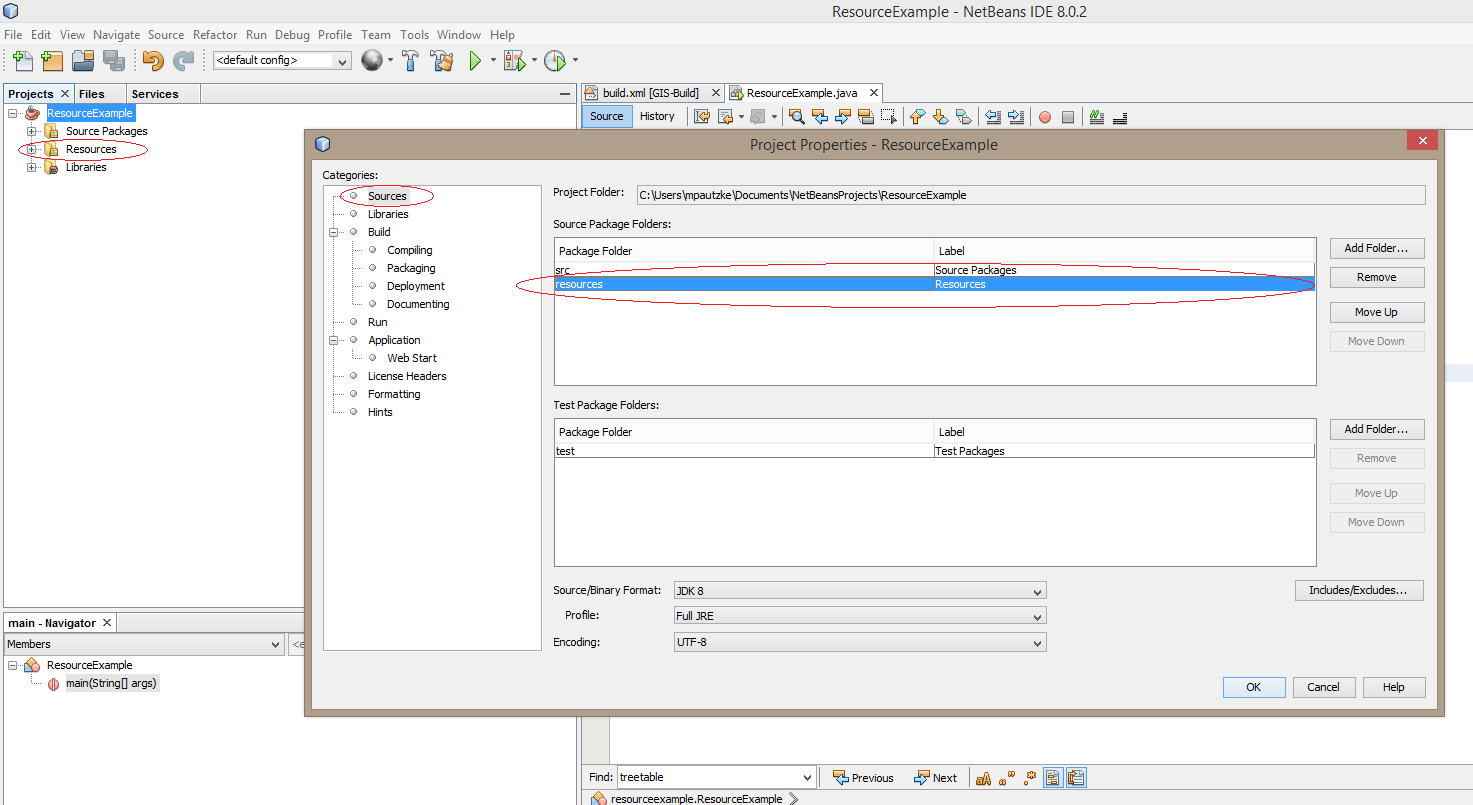 ResourceExample - NetBeans IDE 8.0.2
File Edit View Navigate Source Refactor Run Debug Profile Team Tools Window Help
<default config>
Projects Files Services
ResourceExample
Source Packages
Resources
Libraries
build.xml [GIS-Build] ResourceExample.java
Source History
Project Properties - ResourceExample
Categories:
Sources
Libraries
Build
Compiling
Packaging
Deployment
Documenting
Run
Application
Web Start
License Headers
Formatting
Hints
Project Folder: C:\Users\mpautzke\Documents\NetBeansProjects\ResourceExample
Source Package Folders:
Package Folder Label
src Source Packages
resources Resources
Add Folder...
Remove
Move Up
Move Down
Test Package Folders:
Package Folder Label
test Test Packages
Add Folder...
Remove
Move Up
Move Down
Source/Binary Format: JDK 8
Includes/Excludes...
Profile: Full JRE
Encoding: UTF-8
OK Cancel Help
main - Navigator
Members <e
ResourceExample
main(String[] args)
Find: treetable Previous Next
resourceexample.ResourceExample